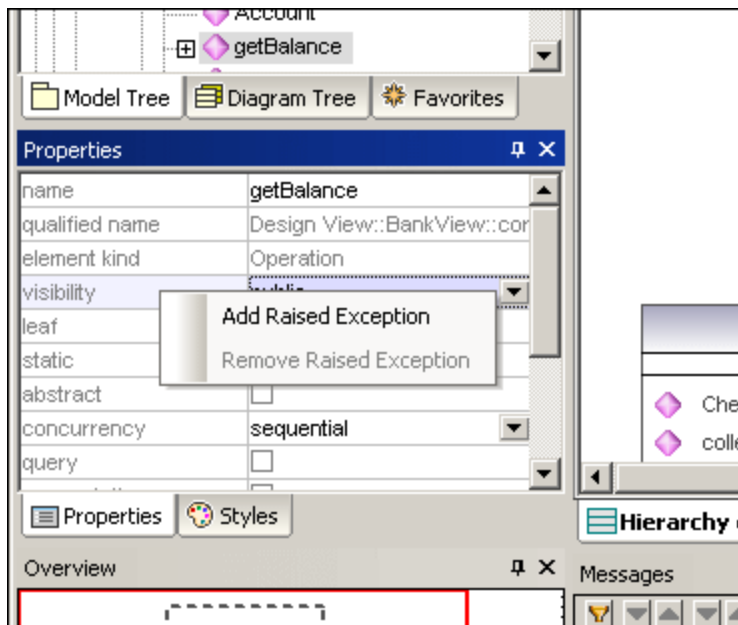 Account
getBalance
Model Tree
Diagram Tree
Favorites
Properties
name
getBalance
qualified name
Design View::BankView::cor
element kind
Operation
visibility
public
Add Raised Exception
leaf
static
Remove Raised Exception
abstract
concurrency
sequential
query
Che
colle
Properties
Styles
Hierarchy
Overview
Messages